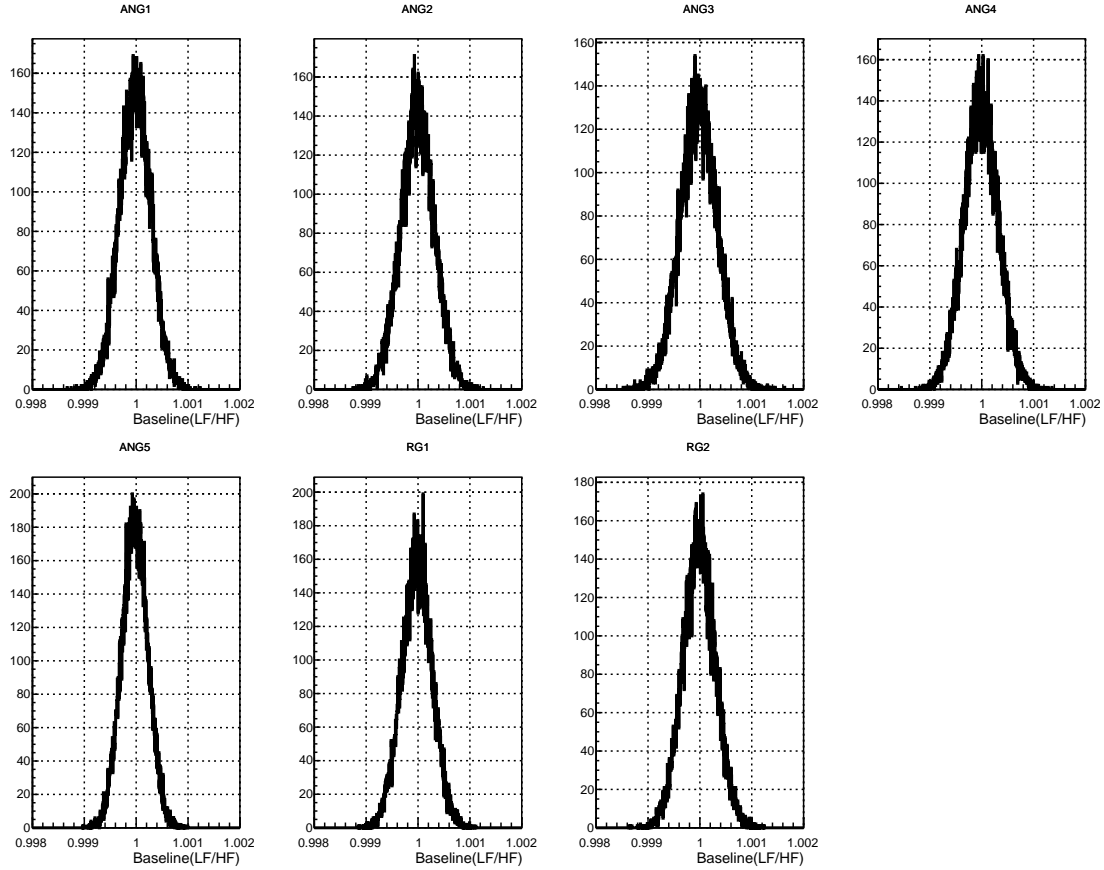 ANG1 ANG2 ANG3 ANG4
160 160 160 160
140 140 140 140
120 120 120 120
100 100 100 100
80 80 80 80
60 60 60 60
40 40 40 40
20 20 20 20
0 0 0 0
0.998 0.999 1 1.001 1.002 0.998 0.999 1 1.001 1.002 0.998 0.999 1 1.001 1.002 0.998 0.999 1 1.001 1.002
Baseline(LF/HF) Baseline(LF/HF) Baseline(LF/HF) Baseline(LF/HF)
ANG5 RG1 RG2
200 200 180
180 180 160
160 160 140
140 140 120
120 120 100
100 100 80
80 80 60
60 60 40
40 40 20
20 20 0
0 0
0.998 0.999 1 1.001 1.002 0.998 0.999 1 1.001 1.002 0.998 0.999 1 1.001 1.002
Baseline(LF/HF) Baseline(LF/HF) Baseline(LF/HF)